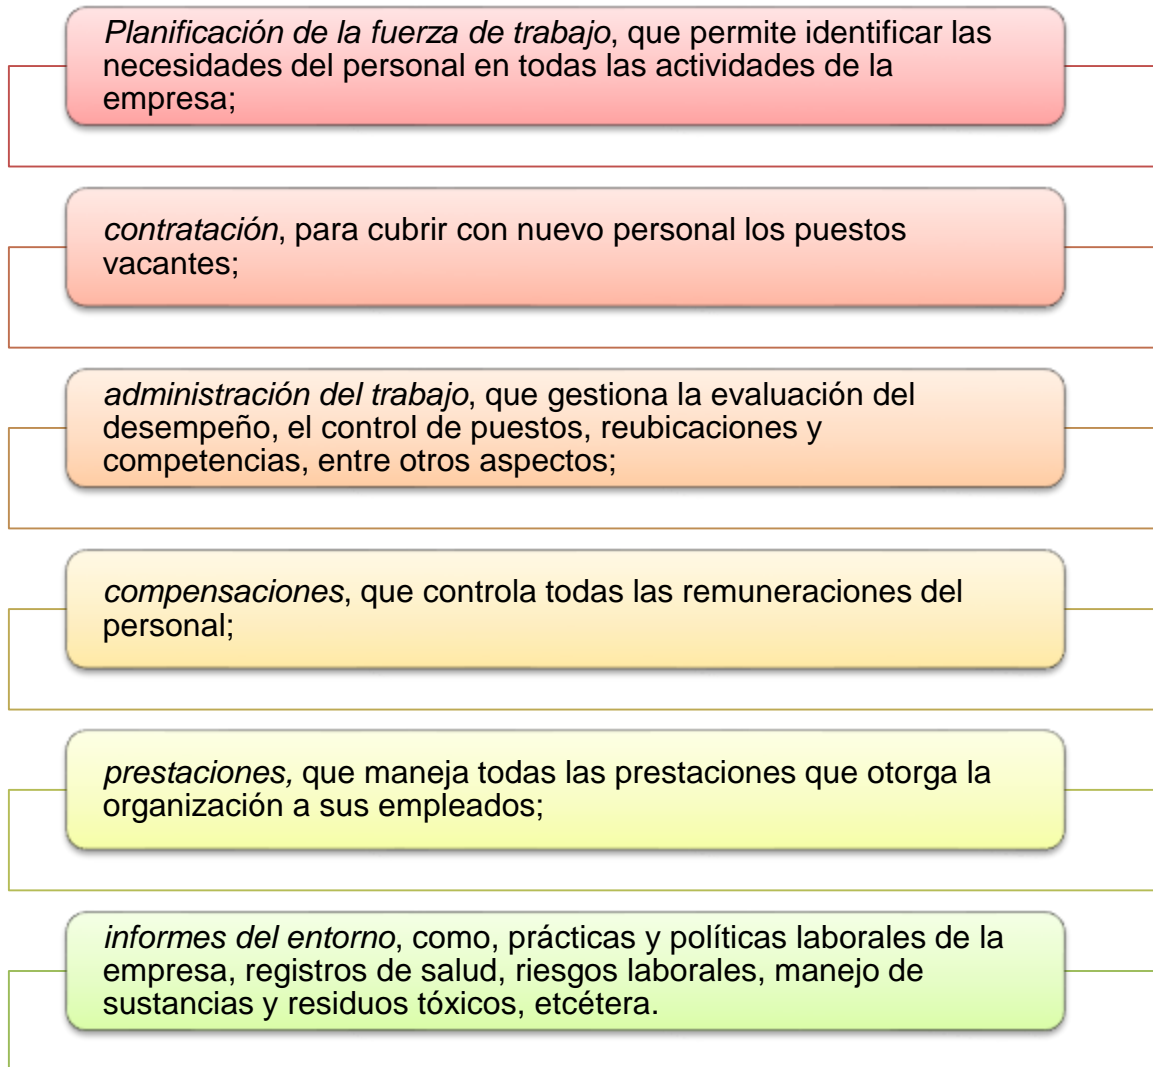 Planificación de la fuerza de trabajo, que permite identificar las
necesidades del personal en todas las actividades de la
empresa;
contratación, para cubrir con nuevo personal los puestos
vacantes;
administración del trabajo, que gestiona la evaluación del
desempeño, el control de puestos, reubicaciones y
competencias, entre otros aspectos;
compensaciones, que controla todas las remuneraciones del
personal;
prestaciones, que maneja todas las prestaciones que otorga la
organización a sus empleados;
informes del entorno, como, prácticas y políticas laborales de la
empresa, registros de salud, riesgos laborales, manejo de
sustancias y residuos tóxicos, etcétera.